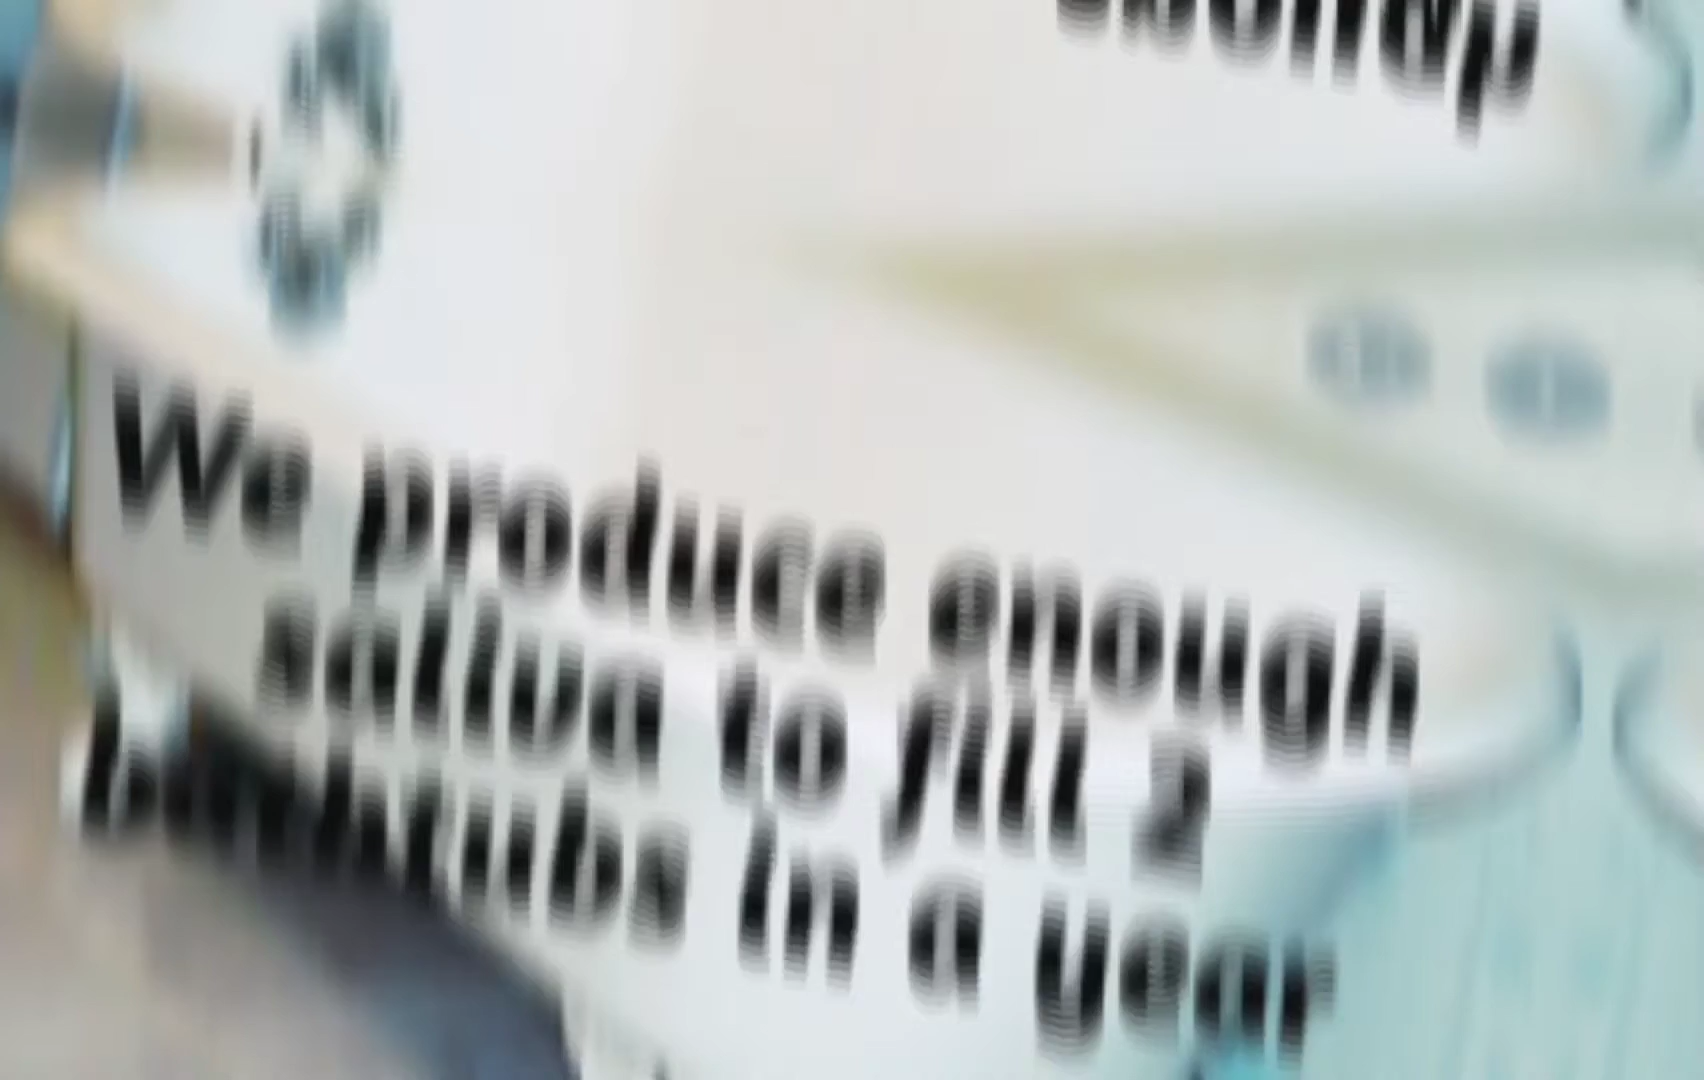 We produce enough
saliva to fill 2
bathtubs in a year